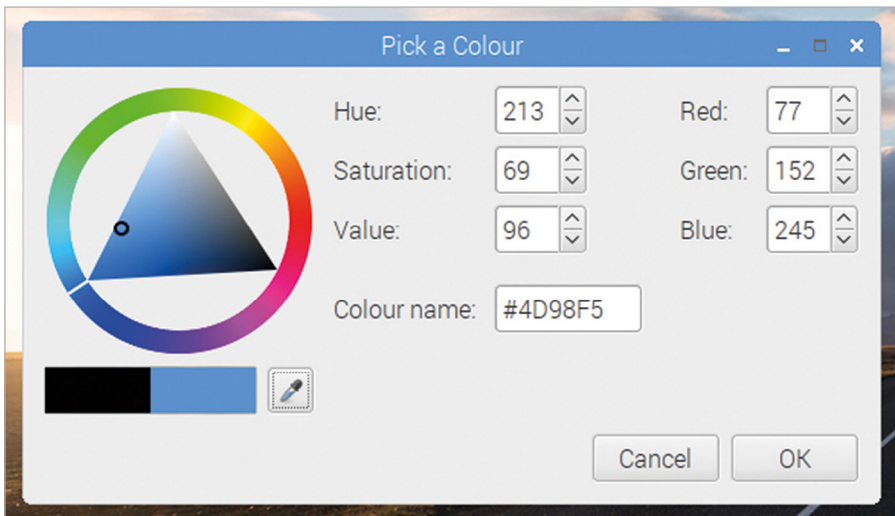 Pick a Colour
Hue: 213 Red: 77
Saturation: 69 Green: 152
Value: 96 Blue: 245
Colour name: #4D98F5
Cancel OK